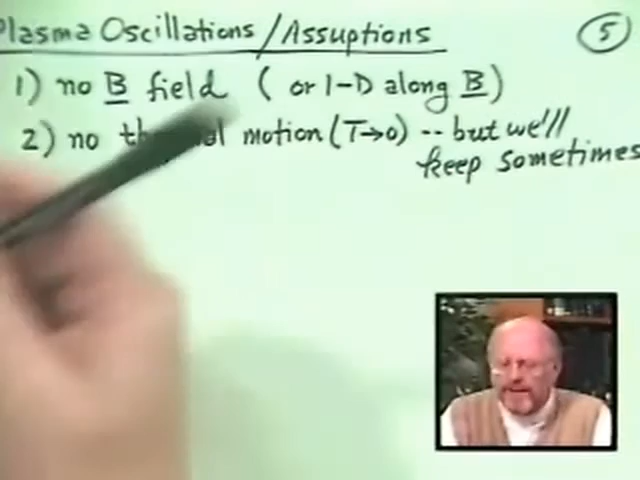 Plasma Oscillations/Assuptions
5
1) no B field ( or 1-D along B)
2) no motion (T→0) -- but we'll
keep sometimes